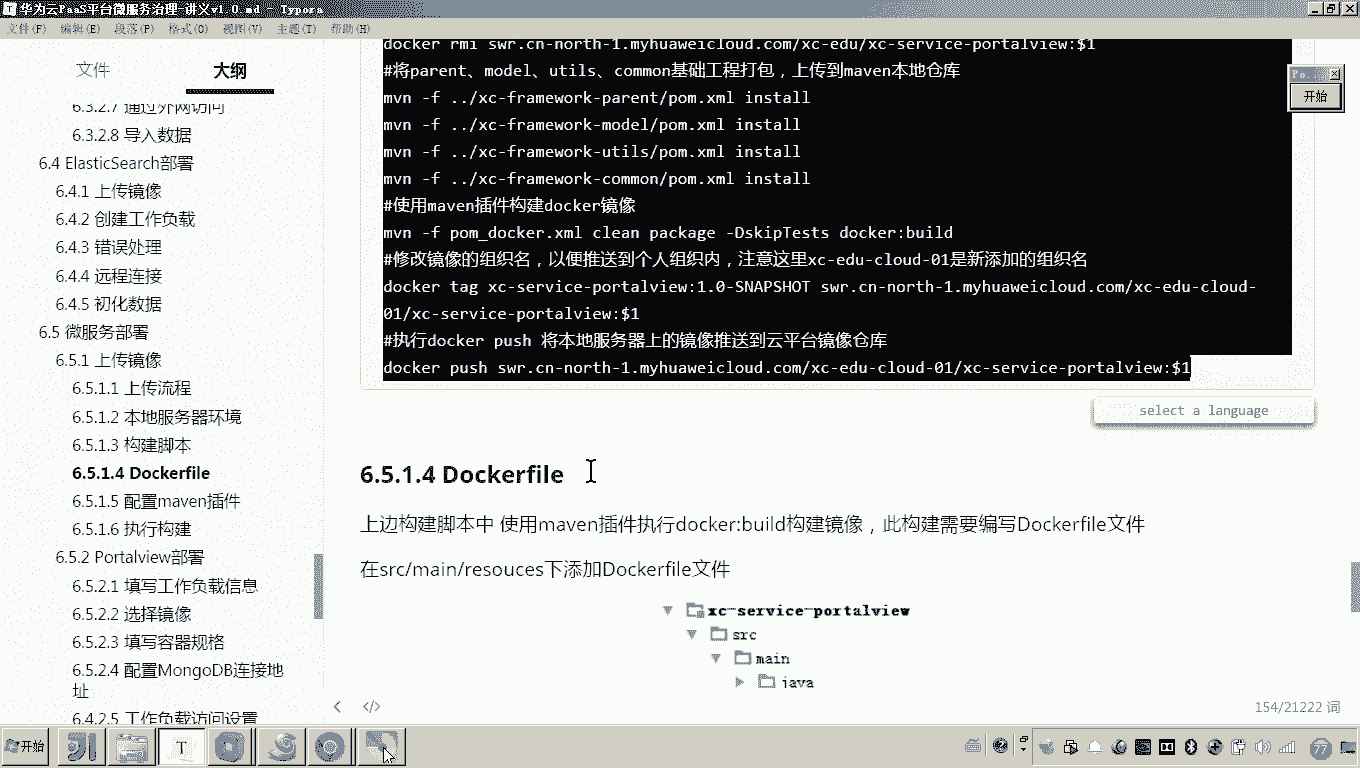 华为云PaaS平台微服务治理-讲义v1.0.md - Typora
文件(F) 编辑(E) 段落(P) 格式(O) 视图(V) 主题(T) 帮助(H)
文件 大纲
6.3.2.7 通过外网访问
6.3.2.8 导入数据
6.4 ElasticSearch部署
6.4.1 上传镜像
6.4.2 创建工作负载
6.4.3 错误处理
6.4.4 远程连接
6.4.5 初化数据
6.5 微服务部署
6.5.1 上传镜像
6.5.1.1 上传流程
6.5.1.2 本地服务器环境
6.5.1.3 构建脚本
6.5.1.4 Dockerfile
6.5.1.5 配置maven插件
6.5.1.6 执行构建
6.5.2 Portalview部署
6.5.2.1 填写工作负载信息
6.5.2.2 选择镜像
6.5.2.3 填写容器规格
6.5.2.4 配置MongoDB连接地
址
6.4.2.5 工作负载访问设置
docker rmi swr.cn-north-1.myhuaweicloud.com/xc-edu/xc-service-portalview:$1
#将parent、model、utils、common基础工程打包，上传到maven本地仓库
mvn -f ../xc-framework-parent/pom.xml install
mvn -f ../xc-framework-model/pom.xml install
mvn -f ../xc-framework-utils/pom.xml install
mvn -f ../xc-framework-common/pom.xml install
#使用maven插件构建docker镜像
mvn -f pom_docker.xml clean package -DskipTests docker:build
#修改镜像的组织名，以便推送到个人组织内，注意这里xc-edu-cloud-01是新添加的组织名
docker tag xc-service-portalview:1.0-SNAPSHOT swr.cn-north-1.myhuaweicloud.com/xc-edu-cloud-
01/xc-service-portalview:$1
#执行docker push 将本地服务器上的镜像推送到云平台镜像仓库
docker push swr.cn-north-1.myhuaweicloud.com/xc-edu-cloud-01/xc-service-portalview:$1
select a language
6.5.1.4 Dockerfile
上边构建脚本中 使用maven插件执行docker:build构建镜像，此构建需要编写Dockerfile文件
在src/main/resouces下添加Dockerfile文件
xc-service-portalview
src
main
java
154/21222 词
Po..
开始
开始
77